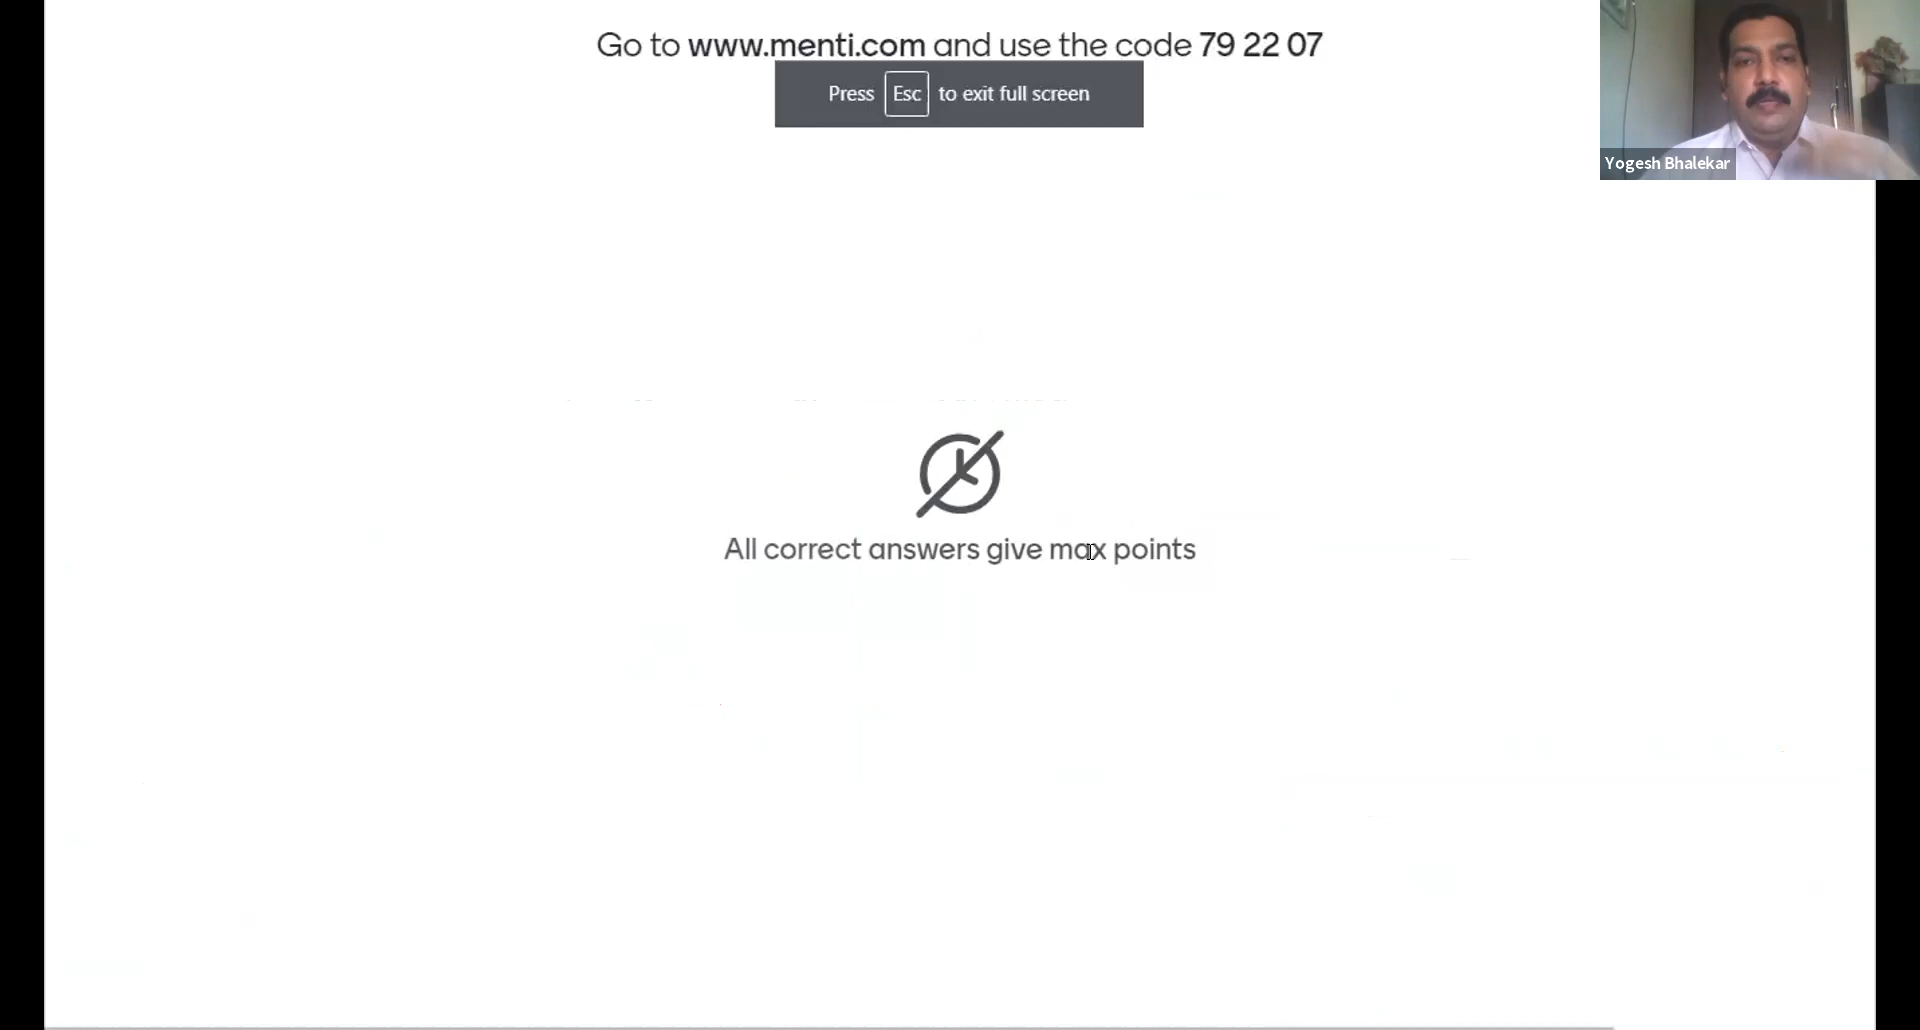 Go to www.menti.com and use the code 79 22 07
Press Esc to exit full screen
Yogesh Bhalekar
All correct answers give max points